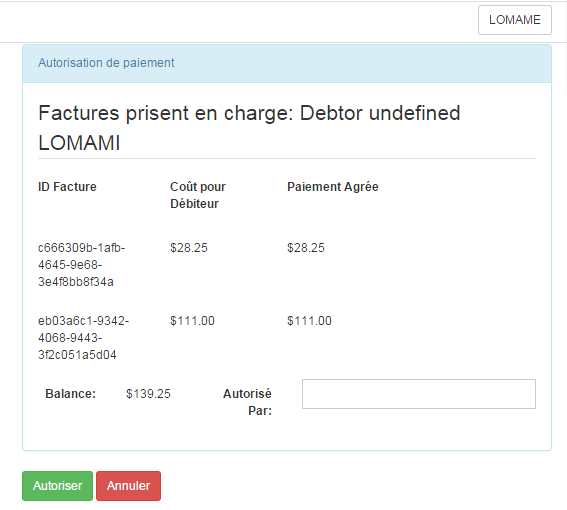 LOMAME
Autorisation de paiement
Factures prisent en charge: Debtor undefined
LOMAMI
ID Facture Coût pour Débiteur Paiement Agrée
c666309b-1afb-
4645-9e68-
3e4f8bb8f34a
$28.25 $28.25
eb03a6c1-9342-
4068-9443-
3f2c051a5d04
$111.00 $111.00
Balance: $139.25 Autorisé
Par:
Autoriser Annuler